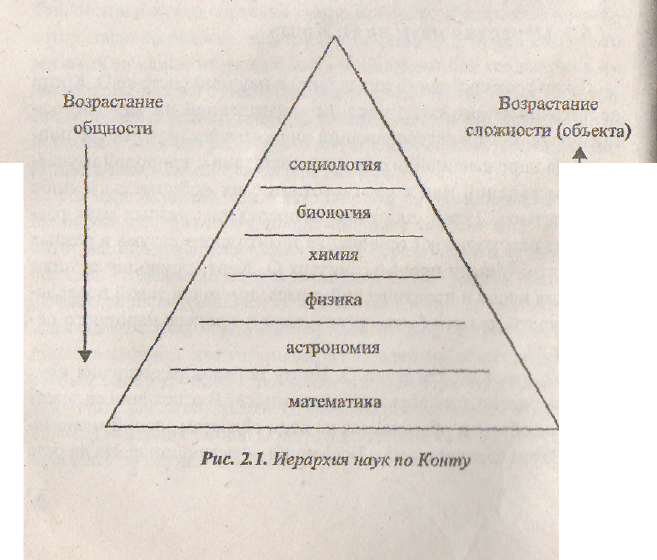 Возрастание
общности
Возрастание
сложности (объекта)
социология
биология
химия
физика
астрономия
математика
Рис. 2.1. Иерархия наук по Конту